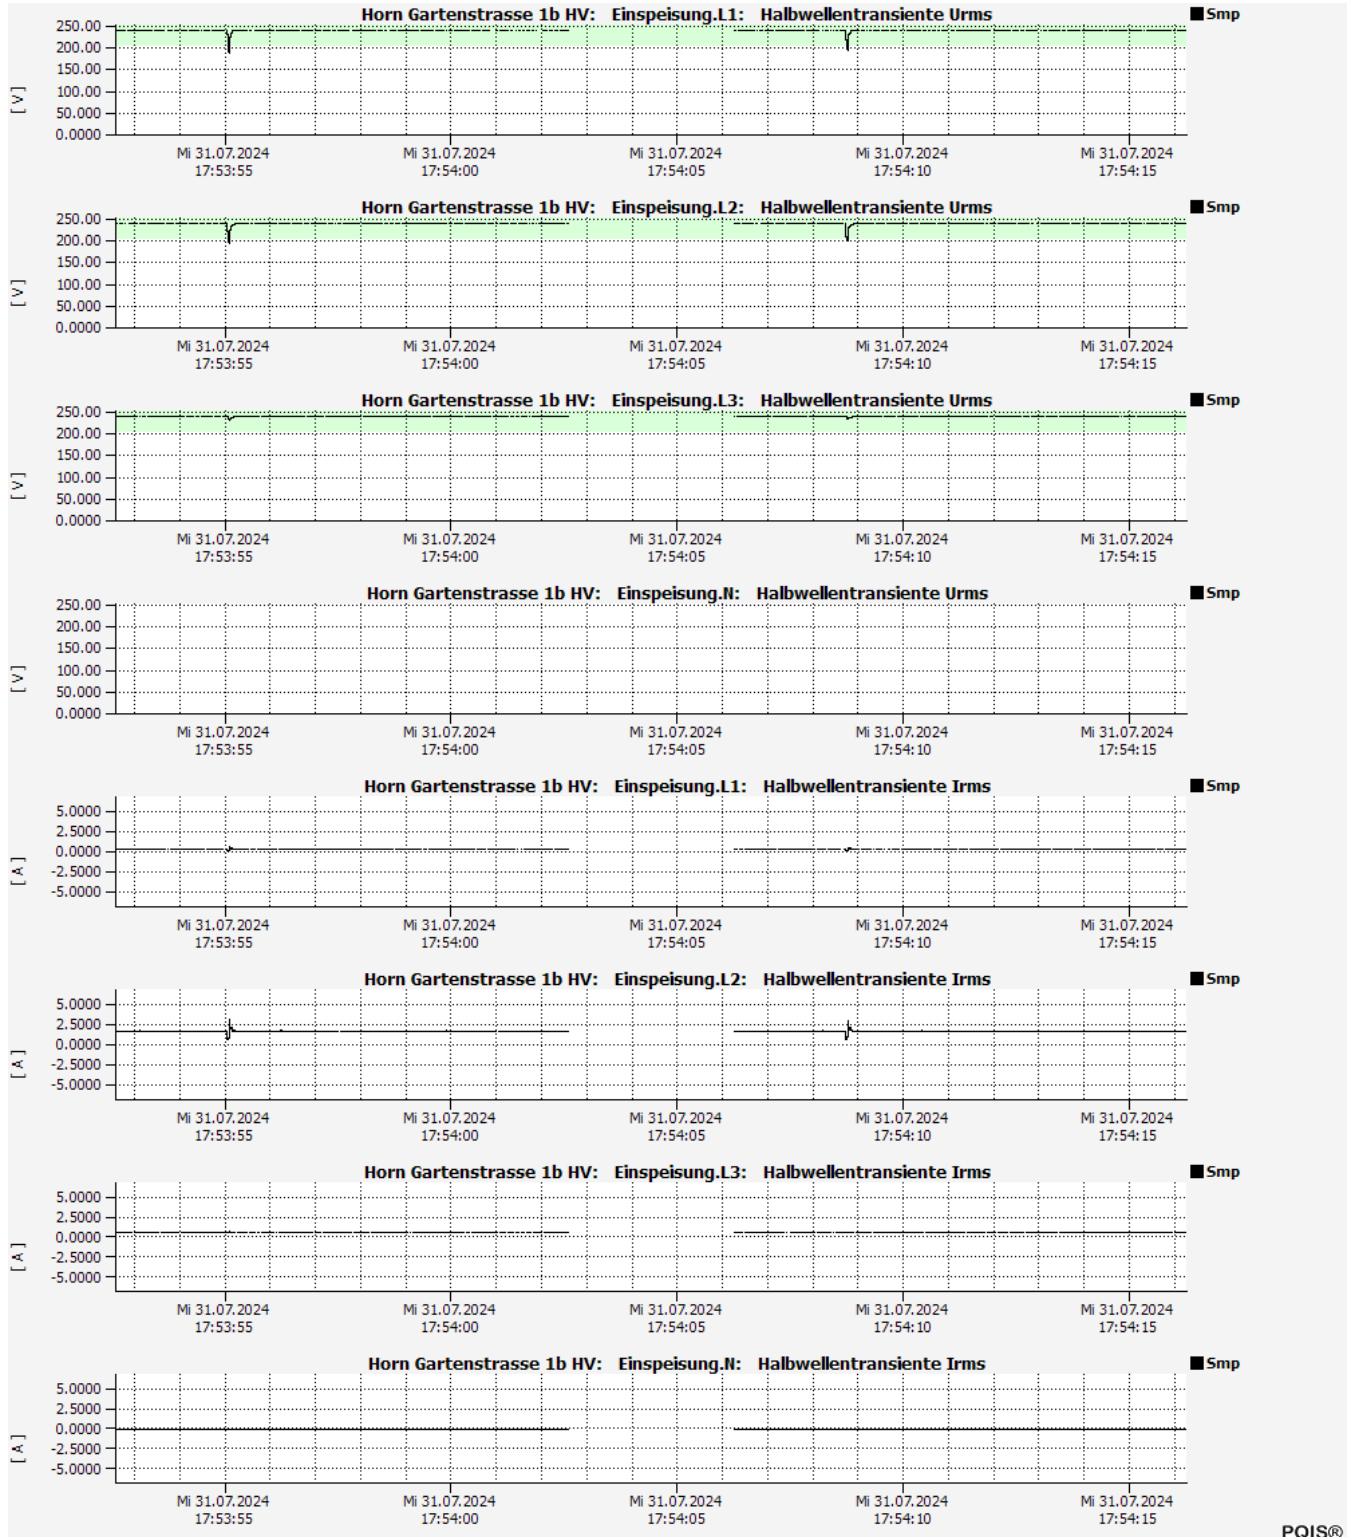 Horn Gartenstrasse 1b HV: Einspeisung.L1: Halbwellentransiente Urms
Smp
250.00
200.00
150.00
100.00
50.000
0.0000
[ V ]
Mi 31.07.2024 Mi 31.07.2024 Mi 31.07.2024 Mi 31.07.2024 Mi 31.07.2024
17:53:55 17:54:00 17:54:05 17:54:10 17:54:15
Horn Gartenstrasse 1b HV: Einspeisung.L2: Halbwellentransiente Urms
Smp
250.00
200.00
150.00
100.00
50.000
0.0000
[ V ]
Mi 31.07.2024 Mi 31.07.2024 Mi 31.07.2024 Mi 31.07.2024 Mi 31.07.2024
17:53:55 17:54:00 17:54:05 17:54:10 17:54:15
Horn Gartenstrasse 1b HV: Einspeisung.L3: Halbwellentransiente Urms
Smp
250.00
200.00
150.00
100.00
50.000
0.0000
[ V ]
Mi 31.07.2024 Mi 31.07.2024 Mi 31.07.2024 Mi 31.07.2024 Mi 31.07.2024
17:53:55 17:54:00 17:54:05 17:54:10 17:54:15
Horn Gartenstrasse 1b HV: Einspeisung.N: Halbwellentransiente Urms
Smp
250.00
200.00
150.00
100.00
50.000
0.0000
[ V ]
Mi 31.07.2024 Mi 31.07.2024 Mi 31.07.2024 Mi 31.07.2024 Mi 31.07.2024
17:53:55 17:54:00 17:54:05 17:54:10 17:54:15
Horn Gartenstrasse 1b HV: Einspeisung.L1: Halbwellentransiente Irms
Smp
5.0000
2.5000
0.0000
-2.5000
-5.0000
[ A ]
Mi 31.07.2024 Mi 31.07.2024 Mi 31.07.2024 Mi 31.07.2024 Mi 31.07.2024
17:53:55 17:54:00 17:54:05 17:54:10 17:54:15
Horn Gartenstrasse 1b HV: Einspeisung.L2: Halbwellentransiente Irms
Smp
5.0000
2.5000
0.0000
-2.5000
-5.0000
[ A ]
Mi 31.07.2024 Mi 31.07.2024 Mi 31.07.2024 Mi 31.07.2024 Mi 31.07.2024
17:53:55 17:54:00 17:54:05 17:54:10 17:54:15
Horn Gartenstrasse 1b HV: Einspeisung.L3: Halbwellentransiente Irms
Smp
5.0000
2.5000
0.0000
-2.5000
-5.0000
[ A ]
Mi 31.07.2024 Mi 31.07.2024 Mi 31.07.2024 Mi 31.07.2024 Mi 31.07.2024
17:53:55 17:54:00 17:54:05 17:54:10 17:54:15
Horn Gartenstrasse 1b HV: Einspeisung.N: Halbwellentransiente Irms
Smp
5.0000
2.5000
0.0000
-2.5000
-5.0000
[ A ]
Mi 31.07.2024 Mi 31.07.2024 Mi 31.07.2024 Mi 31.07.2024 Mi 31.07.2024
17:53:55 17:54:00 17:54:05 17:54:10 17:54:15
PQIS®